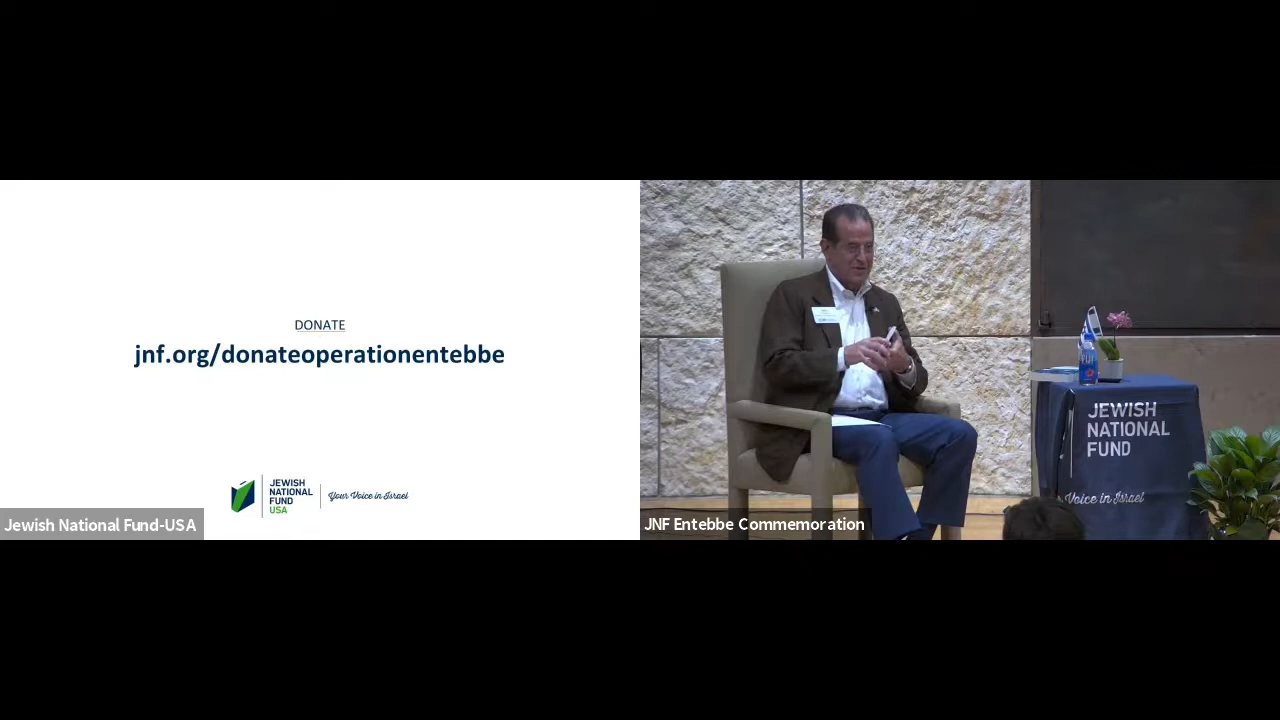 DONATE
jnf.org/donateoperationentebbe
JEWISH
NATIONAL
FUND
USA
Your Voice in Israel
Jewish National Fund-USA
FIJI
JEWISH
NATIONAL
FUND
Voice in Israel
JNF Entebbe Commemoration